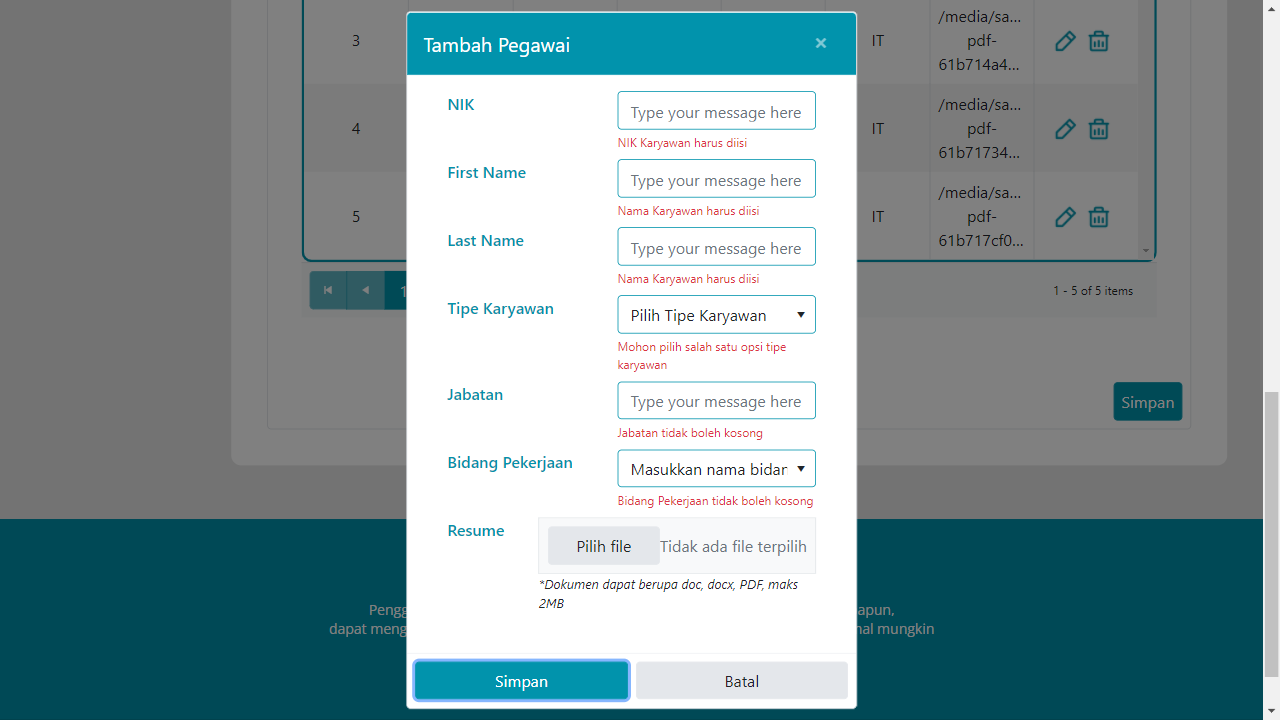 Tambah Pegawai ×
NIK
Type your message here
NIK Karyawan harus diisi
First Name
Type your message here
Nama Karyawan harus diisi
Last Name
Type your message here
Nama Karyawan harus diisi
Tipe Karyawan
Pilih Tipe Karyawan
Mohon pilih salah satu opsi tipe
karyawan
Jabatan
Type your message here
Jabatan tidak boleh kosong
Bidang Pekerjaan
Masukkan nama bidar
Bidang Pekerjaan tidak boleh kosong
Resume
Pilih file Tidak ada file terpilih
*Dokumen dapat berupa doc, docx, PDF, maks
2MB
Simpan Batal
3
IT
/media/sa...
pdf-
61b714a4...
4
IT
/media/sa...
pdf-
61b71734...
5
IT
/media/sa...
pdf-
61b717cf0...
1
1 - 5 of 5 items
Simpan
Pengg
apun,
dapat meng
nal mungkin